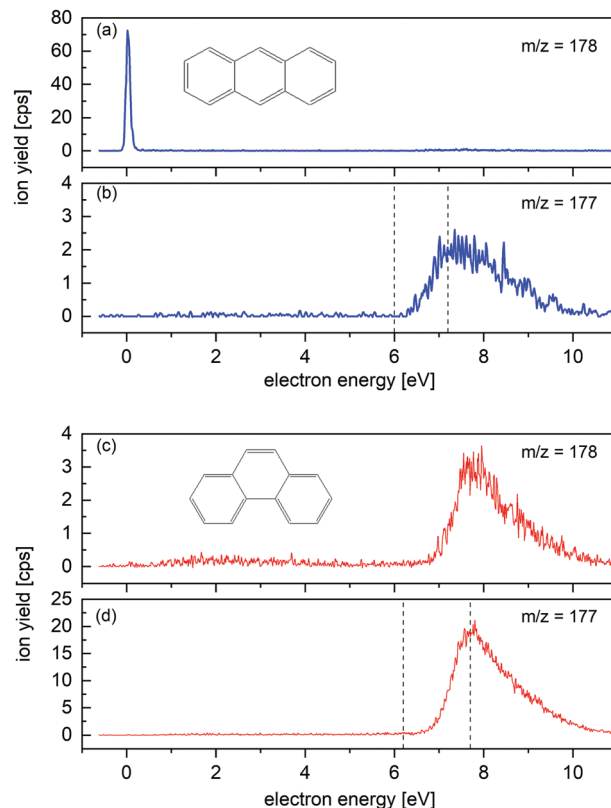 (a)
m/z = 178
80
60
40
20
0
(b)
m/z = 177
4
3
2
1
0
ion yield [cps]
0 2 4 6 8 10
electron energy [eV]
(c)
m/z = 178
4
3
2
1
0
(d)
m/z = 177
25
20
15
10
5
0
ion yield [cps]
0 2 4 6 8 10
electron energy [eV]